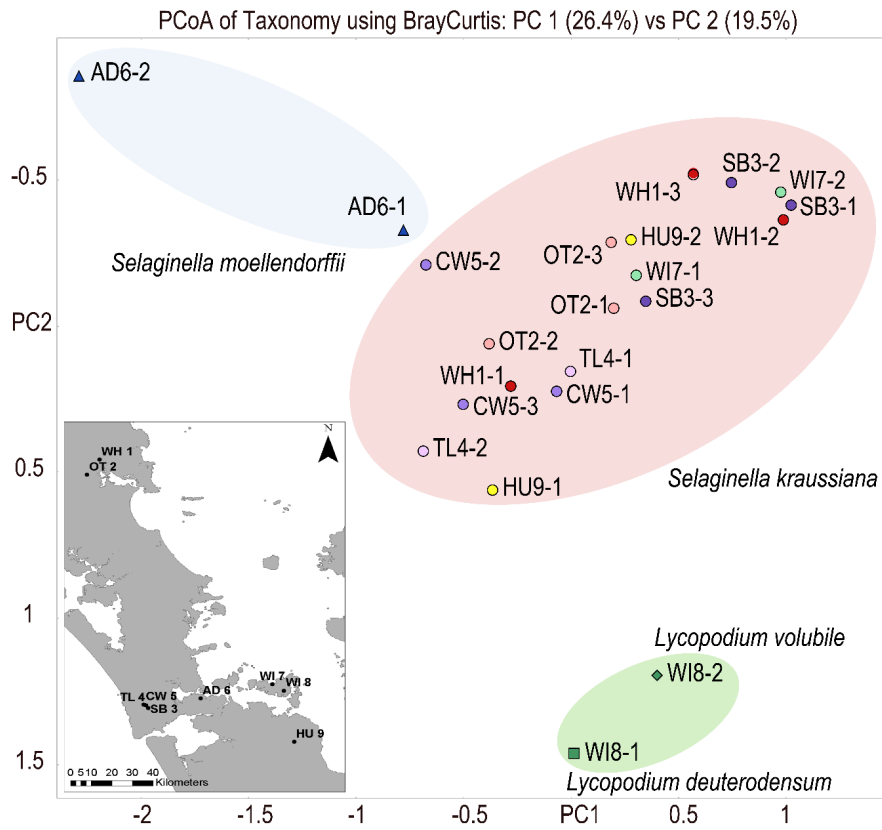 PCoA of Taxonomy using BrayCurtis: PC 1 (26.4%) vs PC 2 (19.5%)
AD6-2
-0.5
SB3-2
WI7-2
WH1-3
SB3-1
AD6-1
WH1-2
HU9-2
OT2-3
Selaginella moellendorffii
CW5-2
WI7-1
SB3-3
OT2-1
PC2
OT2-2
TL4-1
WH1-1
CW5-1
CW5-3
TL4-2
0.5
Selaginella kraussiana
HU9-1
N
WH 1
OT 2
1
Lycopodium volubile
WI8-2
WI 7
WI 8
AD 6
TL 4
CW 5
SB 3
HU 9
WI8-1
1.5
0 5 10 20 30 40
Kilometers
Lycopodium deuterodensum
-2 -1 -0.5 PC1 0.5 1